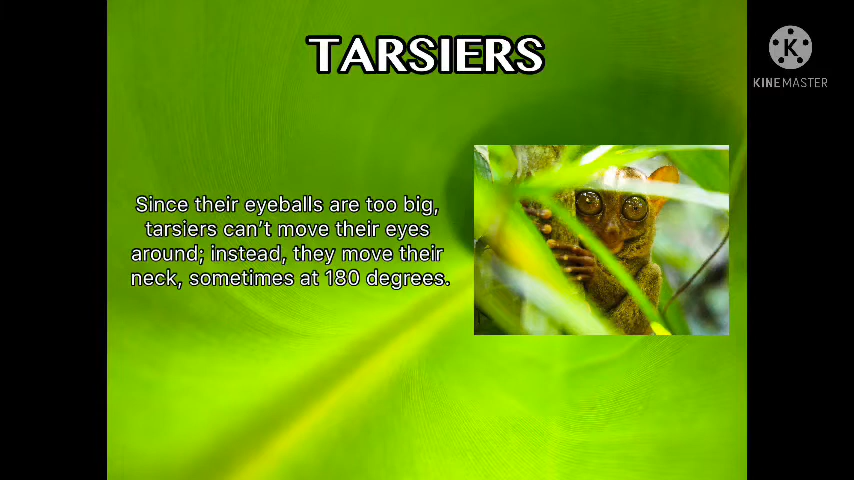 TARSIERS
K
KINEMASTER
Since their eyeballs are too big,
tarsiers can't move their eyes
around; instead, they move their
neck, sometimes at 180 degrees.